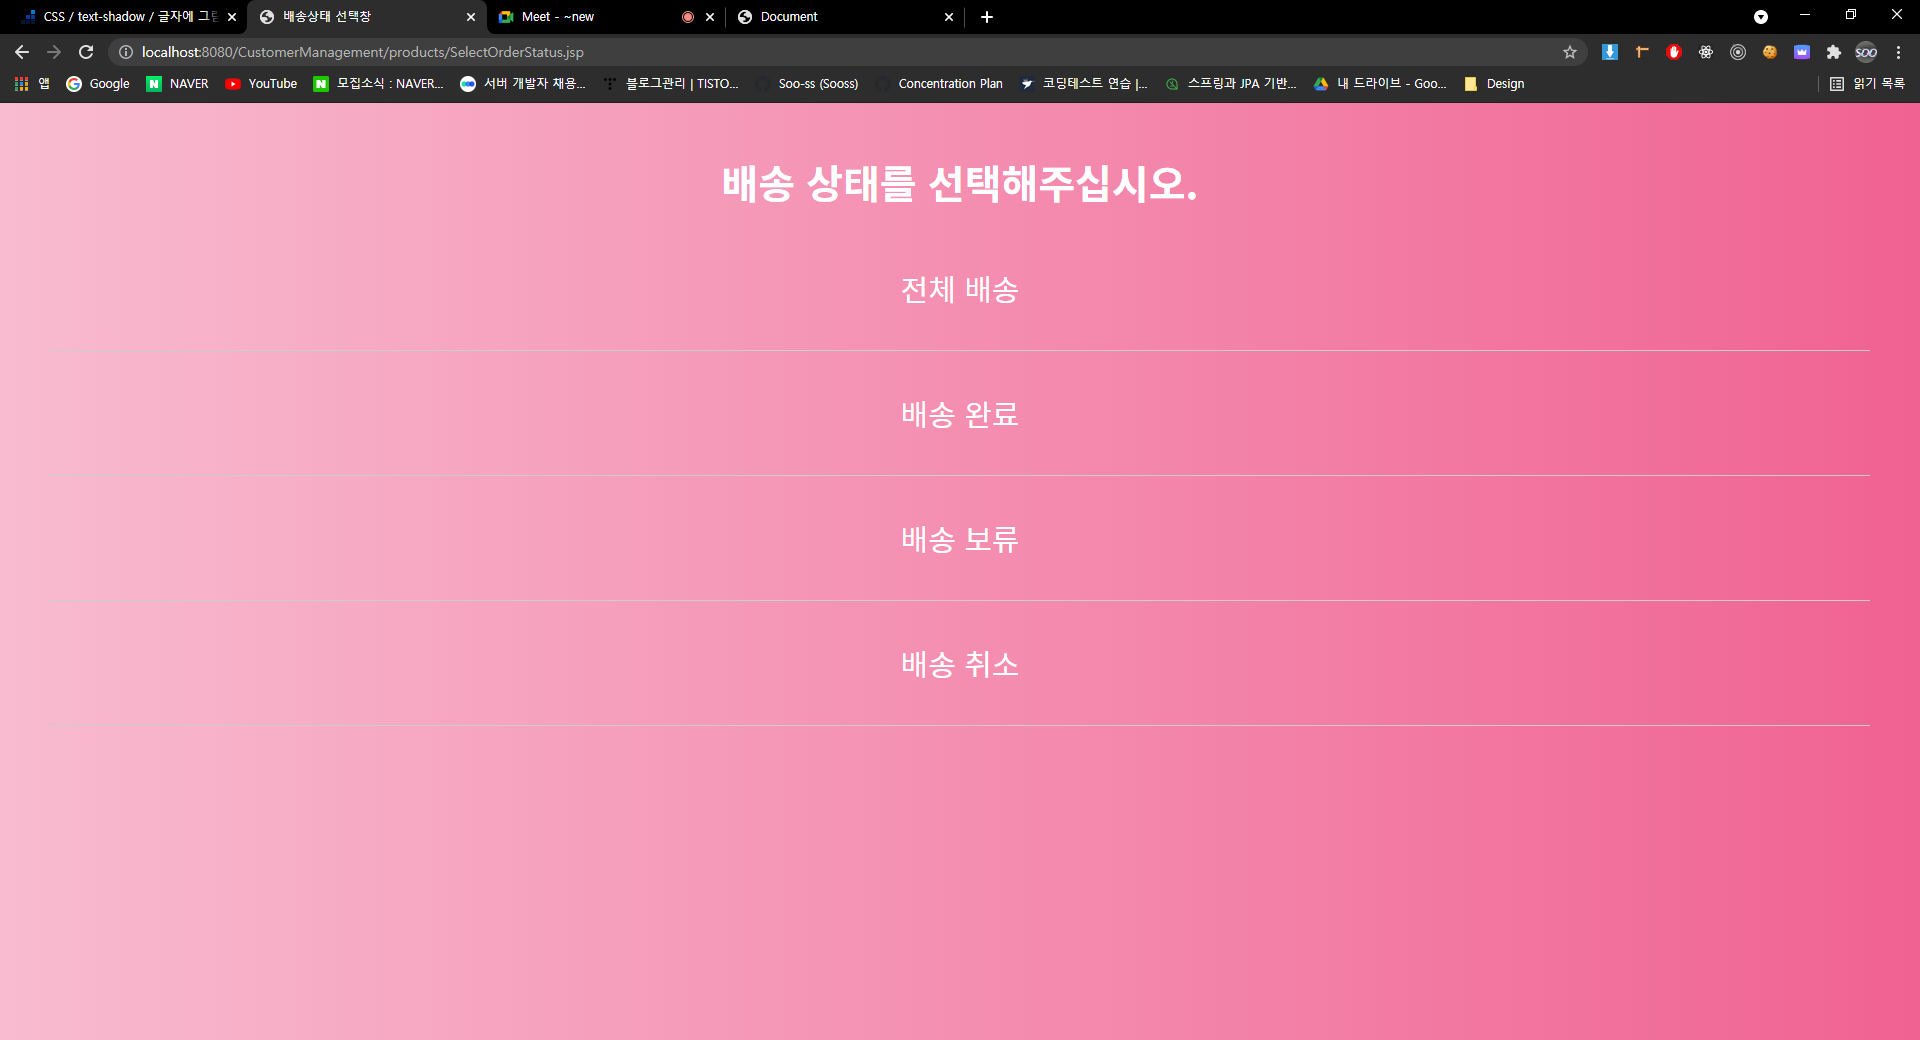 CSS / text-shadow / 글자에 그림
배송상태 선택창
Meet - ~new
Document
localhost:8080/CustomerManagement/products/SelectOrderStatus.jsp
SOO
앱
Google
NAVER
YouTube
모집소식 : NAVER...
서버 개발자 채용...
블로그관리 | TISTO...
Soo-ss (Sooss)
Concentration Plan
코딩테스트 연습 |...
스프링과 JPA 기반...
내 드라이브 - Goo...
Design
읽기 목록
배송 상태를 선택해주십시오.
전체 배송
배송 완료
배송 보류
배송 취소